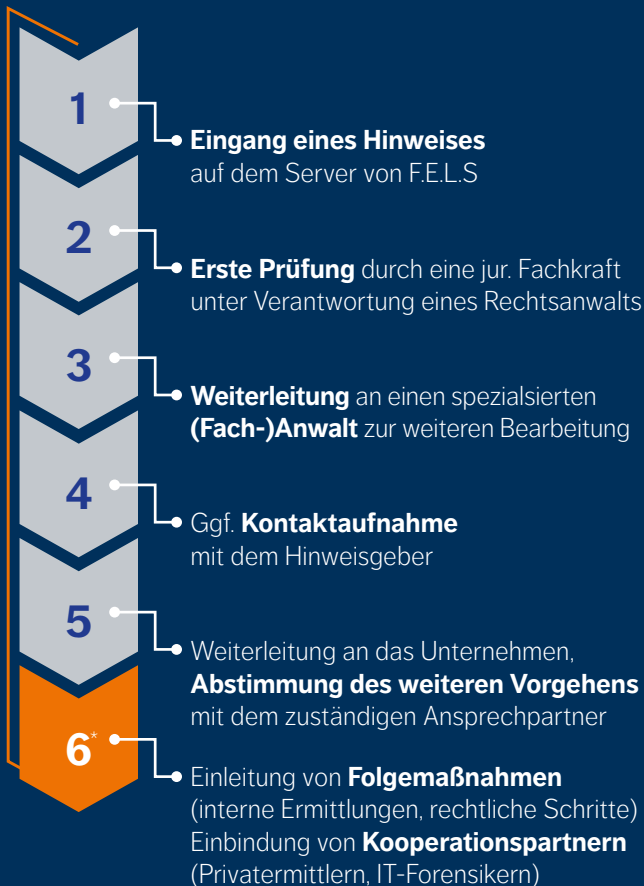 1
Eingang eines Hinweises
auf dem Server von F.E.L.S
2
Erste Prüfung durch eine jur. Fachkraft
unter Verantwortung eines Rechtsanwalts
3
Weiterleitung an einen spezialsierten
(Fach-)Anwalt zur weiteren Bearbeitung
4
Ggf. Kontaktaufnahme
mit dem Hinweisgeber
5
Weiterleitung an das Unternehmen,
Abstimmung des weiteren Vorgehens
mit dem zuständigen Ansprechpartner
6*
Einleitung von Folgemaßnahmen
(interne Ermittlungen, rechtliche Schritte)
Einbindung von Kooperationspartnern
(Privatermittlern, IT-Forensikern)